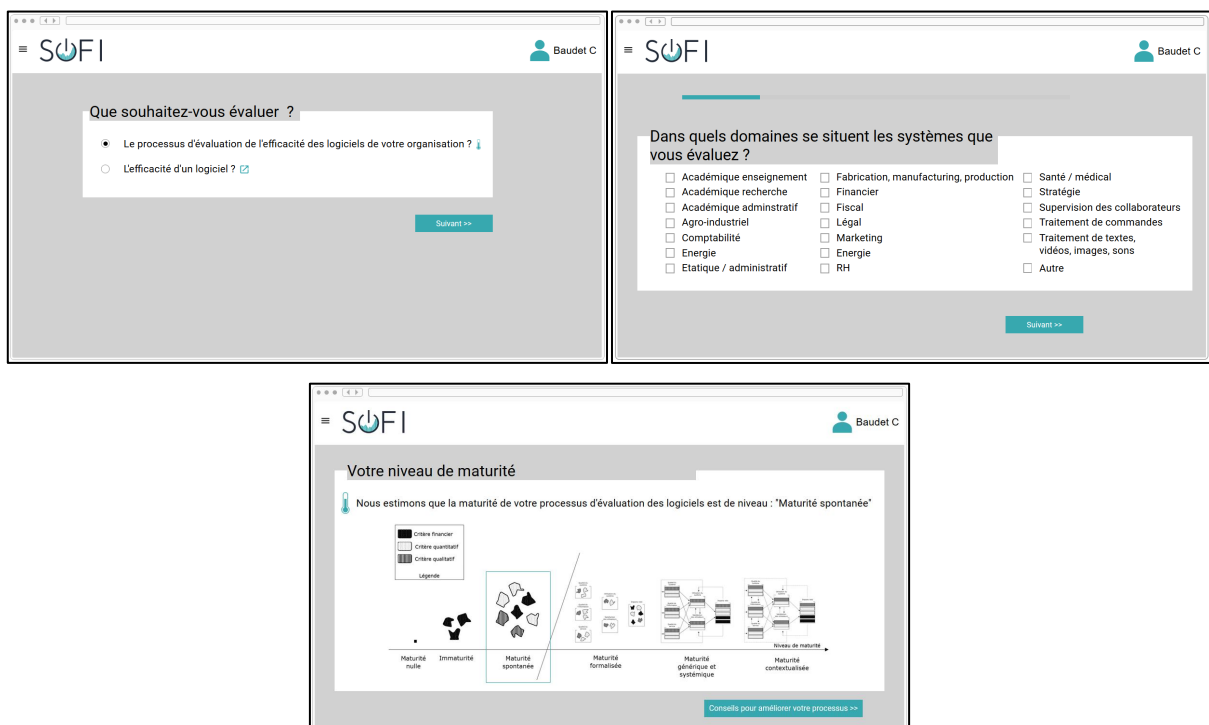 SOFI
Baudet C
Que souhaitez-vous évaluer ?
Le processus d'évaluation de l'efficacité des logiciels de votre organisation ?
L'efficacité d'un logiciel ?
Suivant >>
SOFI
Baudet C
Dans quels domaines se situent les systèmes que
vous évaluez ?
Académique enseignement
Académique recherche
Académique adminstratif
Agro-industriel
Comptabilité
Energie
Etatique / administratif
Fabrication, manufacturing, production
Financier
Fiscal
Légal
Marketing
Energie
RH
Santé / médical
Stratégie
Supervision des collaborateurs
Traitement de commandes
Traitement de textes,
vidéos, images, sons
Autre
Suivant >>
SOFI
Baudet C
Votre niveau de maturité
Nous estimons que la maturité de votre processus d'évaluation des logiciels est de niveau : "Maturité spontanée"
Critère financier
Critère quantitatif
Critère qualitatif
Légende
Niveau de maturité
Maturité
nulle
Immaturité
Maturité
spontanée
Maturité
formalisée
Maturité
générique et
systémique
Maturité
contextualisée
Conseils pour améliorer votre processus >>